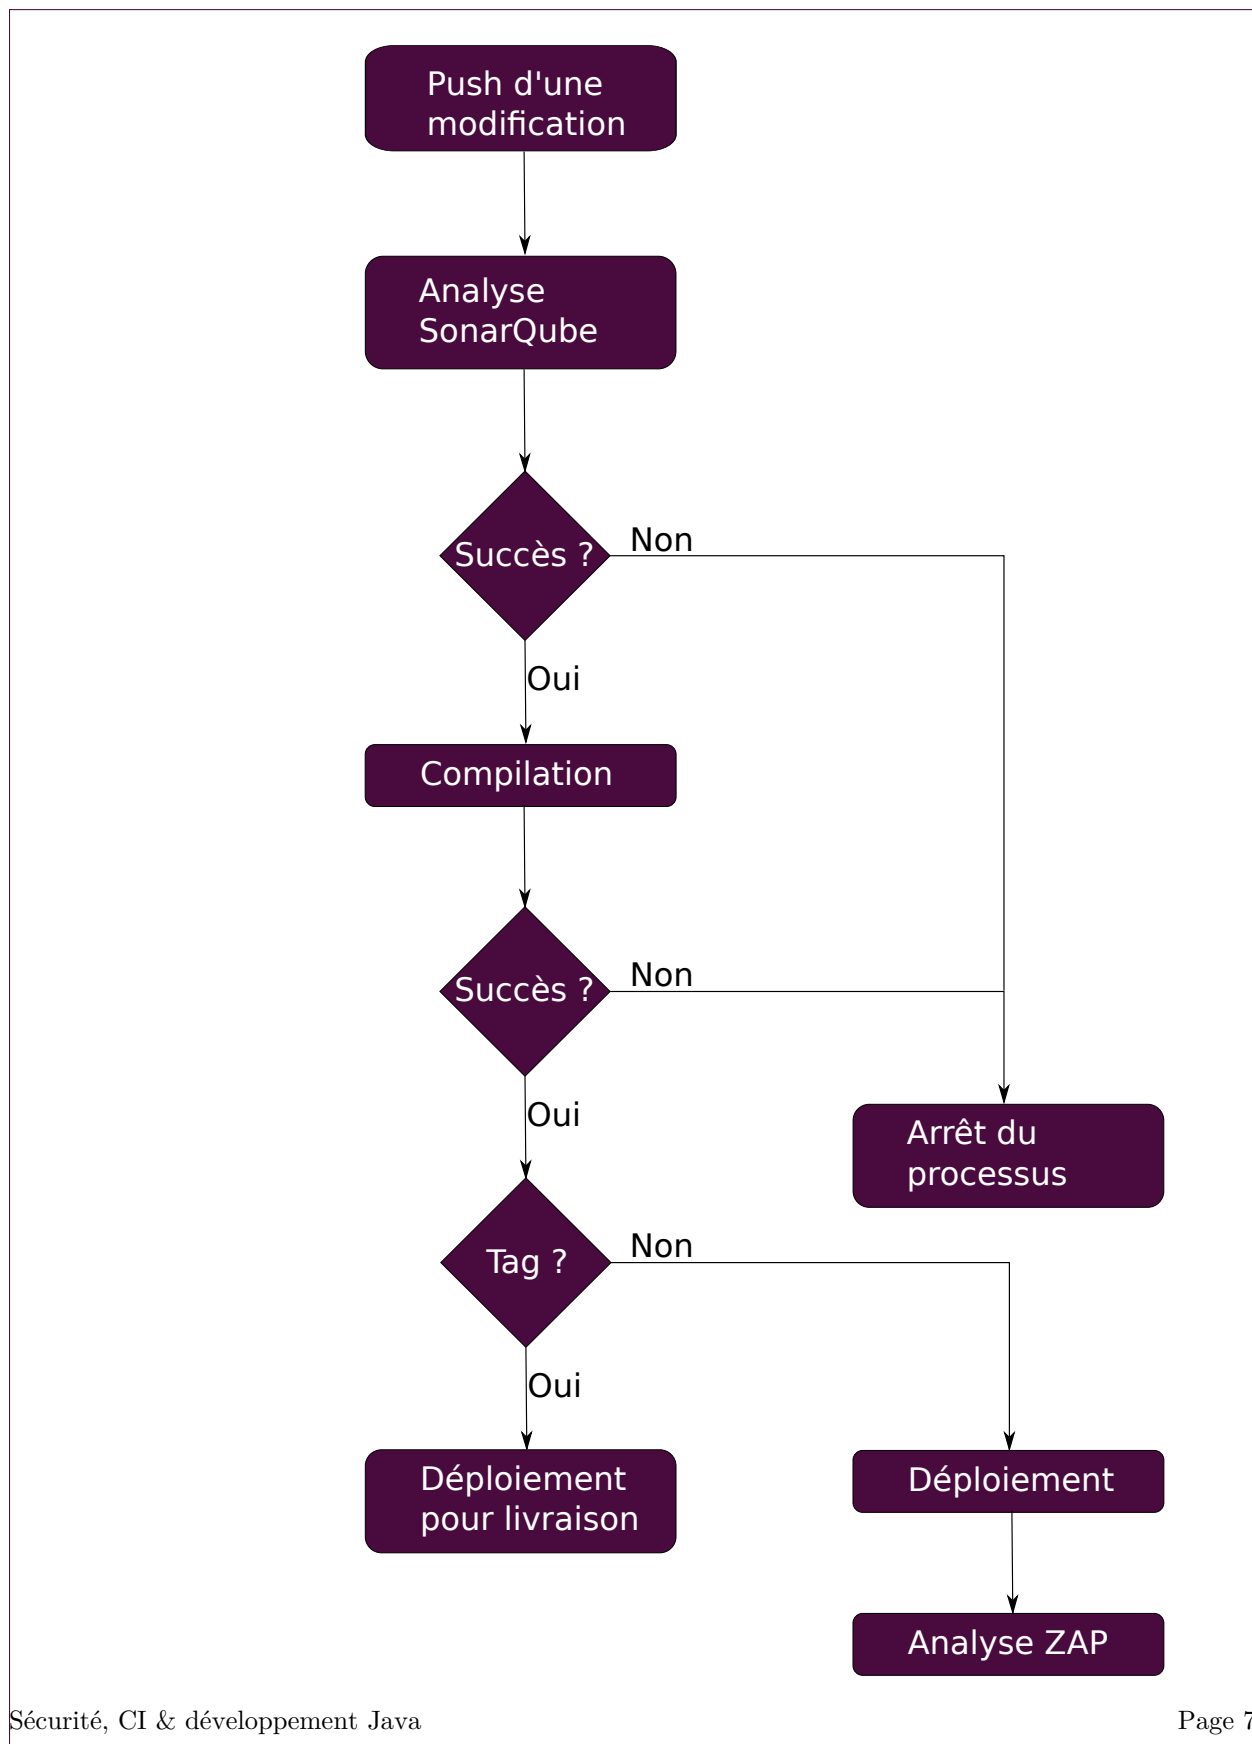 Push d'une
modification
Analyse
SonarQube
Succès ?
Non
Oui
Compilation
Succès ?
Non
Oui
Arrêt du
processus
Tag ?
Non
Oui
Déploiement
pour livraison
Déploiement
Analyse ZAP
Sécurité, CI & développement Java
Page 7